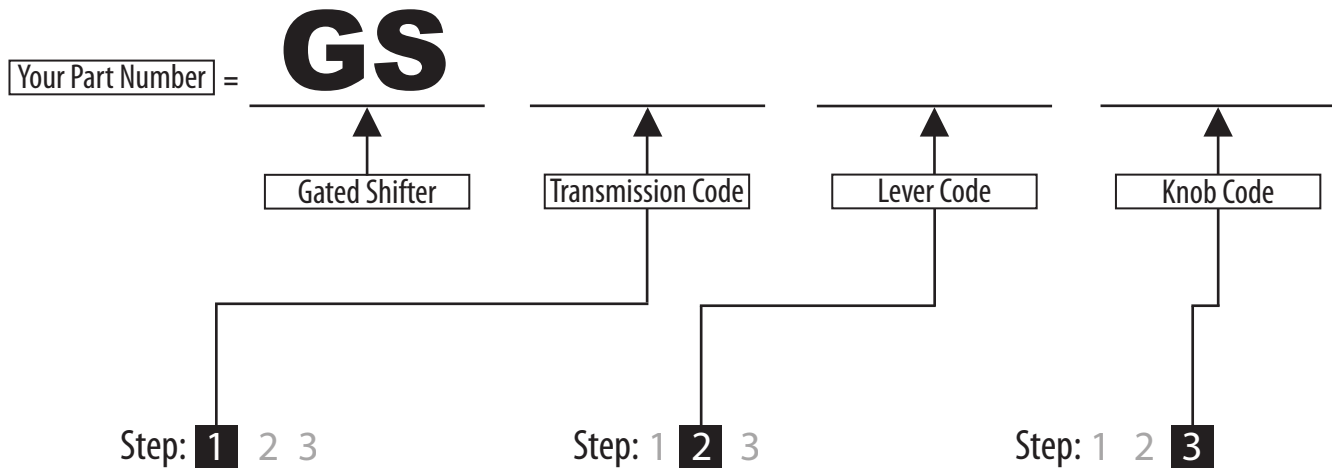 GS
Your Part Number =
Gated Shifter Transmission Code Lever Code Knob Code
Step: 1 2 3 Step: 1 2 3 Step: 1 2 3